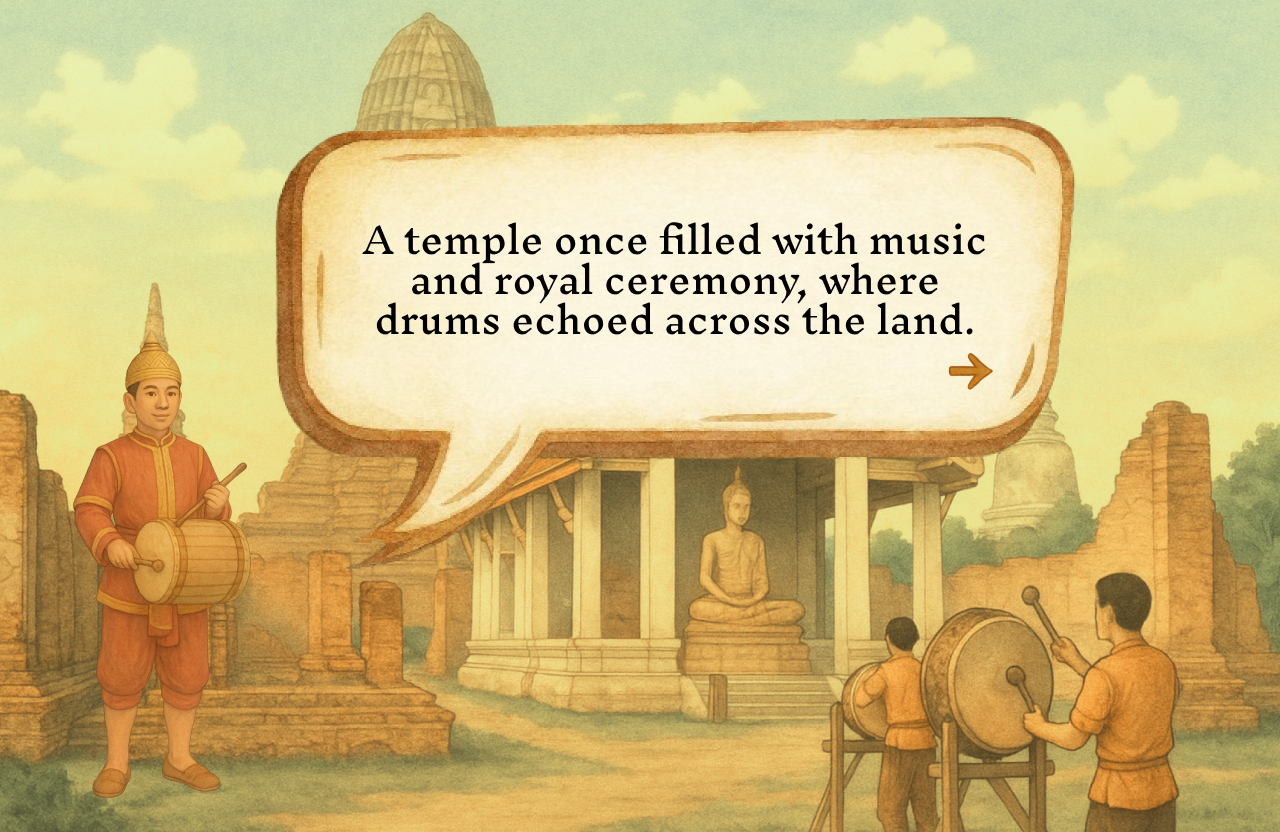 A temple once filled with music
and royal ceremony, where
drums echoed across the land.